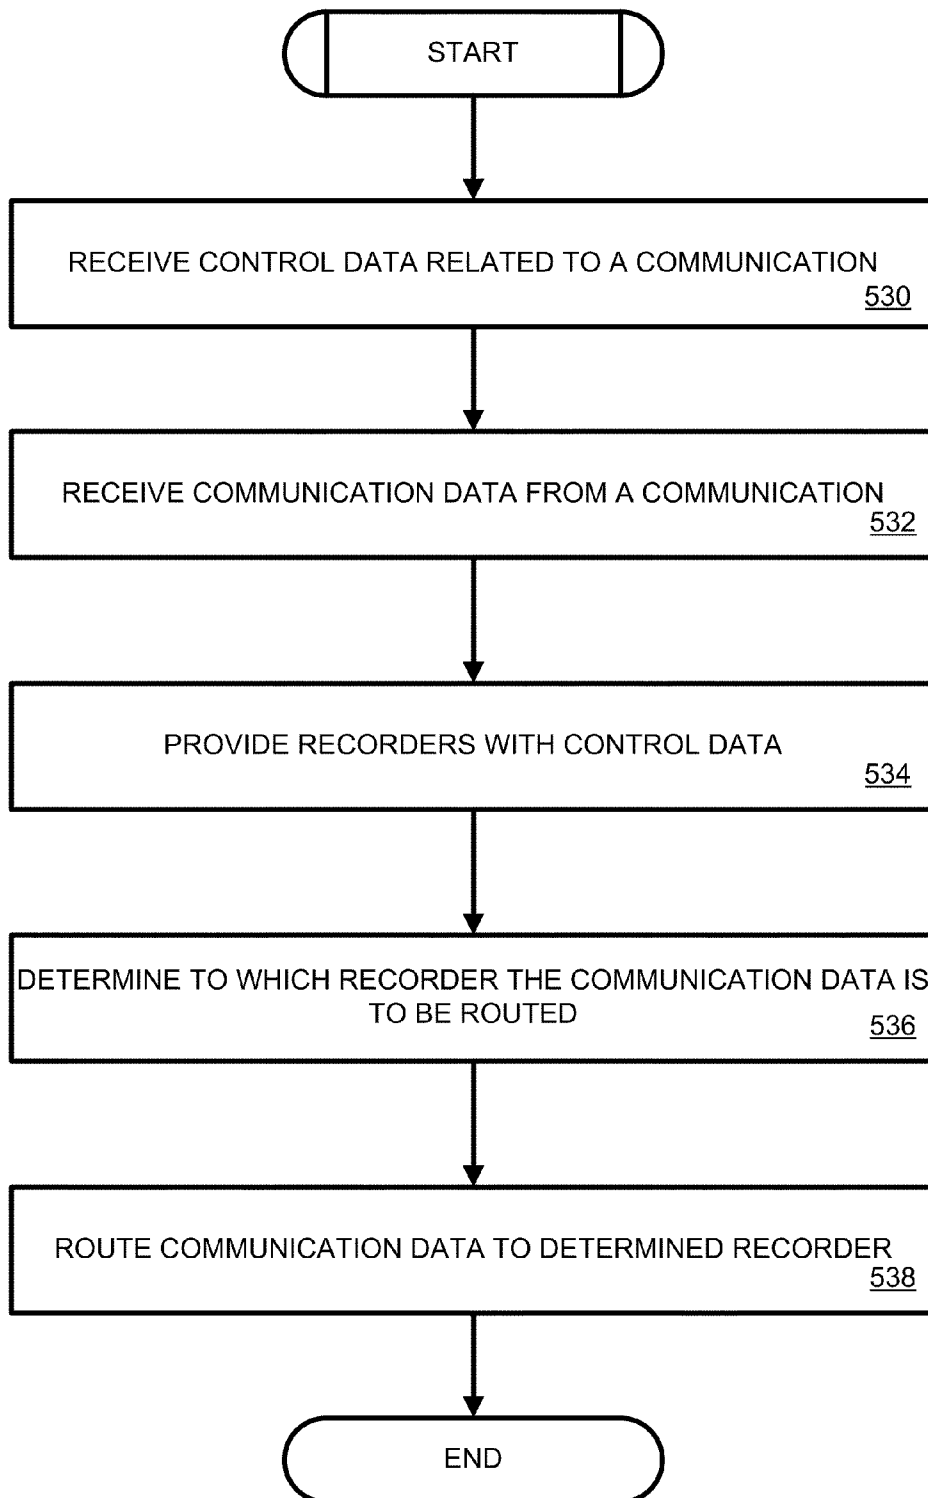 START
RECEIVE CONTROL DATA RELATED TO A COMMUNICATION
530
RECEIVE COMMUNICATION DATA FROM A COMMUNICATION
532
PROVIDE RECORDERS WITH CONTROL DATA
534
DETERMINE TO WHICH RECORDER THE COMMUNICATION DATA IS
TO BE ROUTED
536
ROUTE COMMUNICATION DATA TO DETERMINED RECORDER
538
END